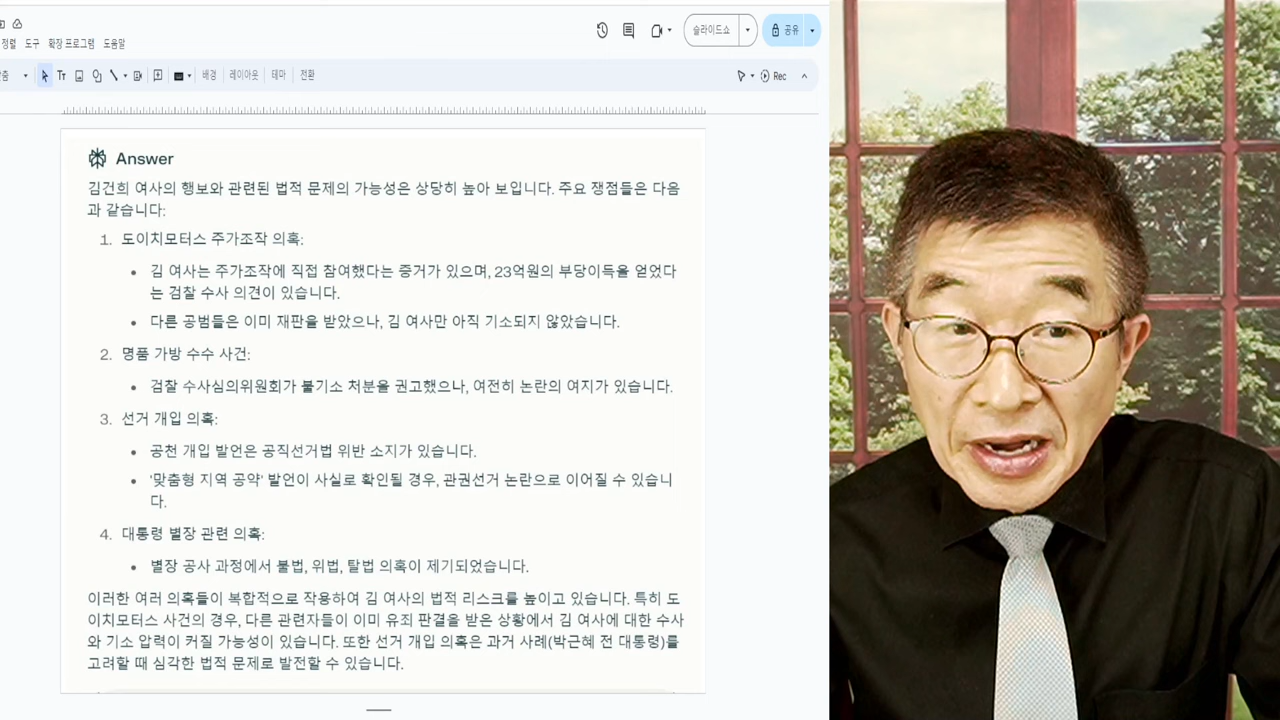 정렬 도구 확장 프로그램 도움말
슬라이드쇼
공유
배경 레이아웃 테마 전환
Rec
Answer
김건희 여사의 행보와 관련된 법적 문제의 가능성은 상당히 높아 보입니다. 주요 쟁점들은 다음
과 같습니다:
1. 도이치모터스 주가조작 의혹:
• 김 여사는 주가조작에 직접 참여했다는 증거가 있으며, 23억원의 부당이득을 얻었다
는 검찰 수사 의견이 있습니다.
• 다른 공범들은 이미 재판을 받았으나, 김 여사만 아직 기소되지 않았습니다.
2. 명품 가방 수수 사건:
• 검찰 수사심의위원회가 불기소 처분을 권고했으나, 여전히 논란의 여지가 있습니다.
3. 선거 개입 의혹:
• 공천 개입 발언은 공직선거법 위반 소지가 있습니다.
• '맞춤형 지역 공약' 발언이 사실로 확인될 경우, 관권선거 논란으로 이어질 수 있습니
다.
4. 대통령 별장 관련 의혹:
• 별장 공사 과정에서 불법, 위법, 탈법 의혹이 제기되었습니다.
이러한 여러 의혹들이 복합적으로 작용하여 김 여사의 법적 리스크를 높이고 있습니다. 특히 도
이치모터스 사건의 경우, 다른 관련자들이 이미 유죄 판결을 받은 상황에서 김 여사에 대한 수사
와 기소 압력이 커질 가능성이 있습니다. 또한 선거 개입 의혹은 과거 사례(박근혜 전 대통령)를
고려할 때 심각한 법적 문제로 발전할 수 있습니다.